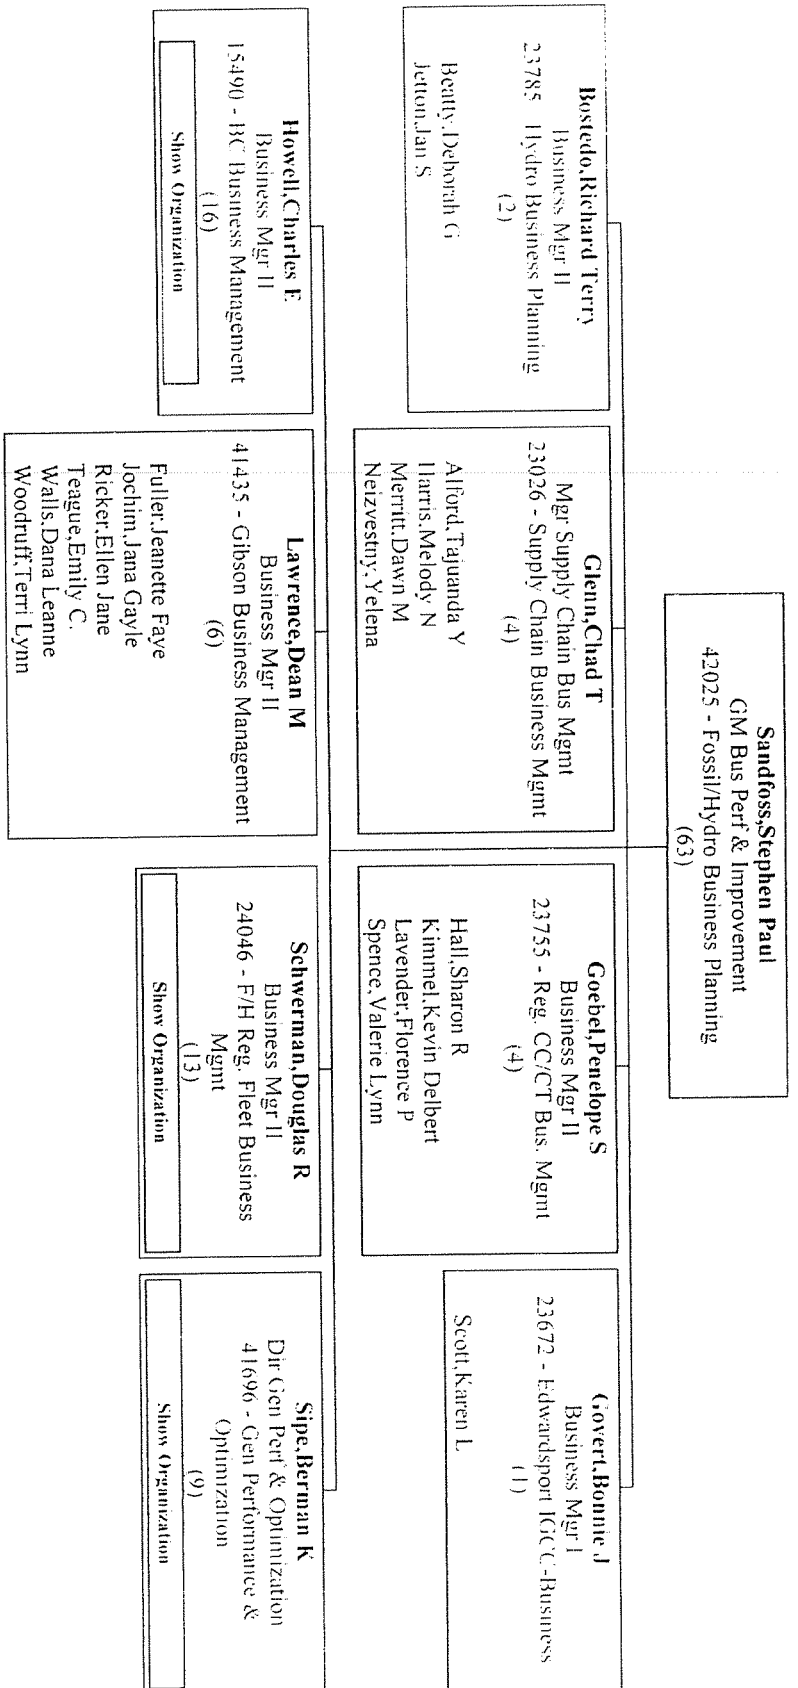 Sandfoss,Stephen Paul
GM Bus Perf & Improvement
42025 - Fossil/Hydro Business Planning
(63)
Bostedo,Richard Terry
Business Mgr II
23785 - Hydro Business Planning
(2)
Beatty,Deborah G
Jetton,Jan S
Glenn,Chad T
Mgr Supply Chain Bus Mgmt
23026 - Supply Chain Business Mgmt
(4)
Alford,Tajuanda Y
Harris,Melody N
Merritt,Dawn M
Neizvestny,Yelena
Goebel,Penelope S
Business Mgr II
23755 - Reg. CC/CT Bus. Mgmt
(4)
Hall,Sharon R
Kimmel,Kevin Delbert
Lavender,Florence P
Spence,Valerie Lynn
Govert,Bonnie J
Business Mgr I
23672 - Edwardsport IGCC-Business
(1)
Scott,Karen L
Howell,Charles E
Business Mgr II
15490 - BC Business Management
(16)
Show Organization
Lawrence,Dean M
Business Mgr II
41435 - Gibson Business Management
(6)
Fuller,Jeanette Faye
Jochim,Jana Gayle
Ricker,Ellen Jane
Teague,Emily C.
Walls,Dana Leanne
Woodruff,Terri Lynn
Schwerman,Douglas R
Business Mgr II
24046 - F/H Reg. Fleet Business
Mgmt
(13)
Show Organization
Sipe,Berman K
Dir Gen Perf & Optimization
41696 - Gen Performance &
Optimization
(9)
Show Organization